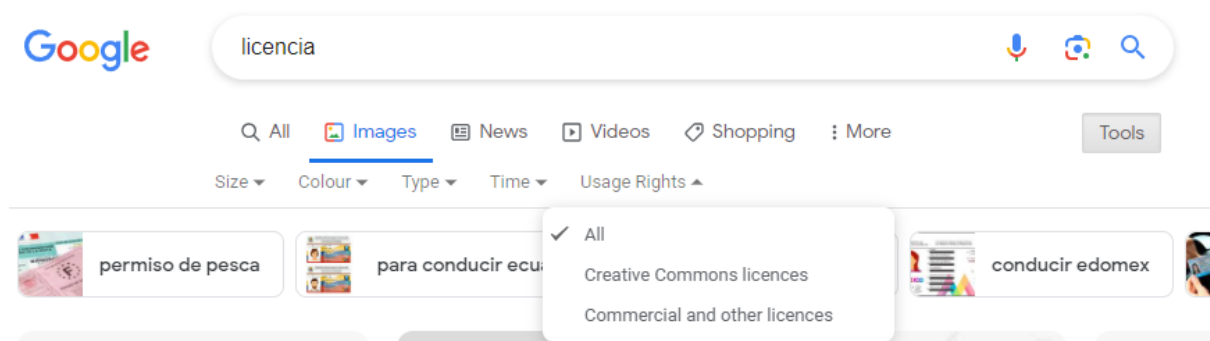 Google
licencia
All Images News Videos Shopping More Tools
Size Colour Type Time Usage Rights
All
Creative Commons licences
Commercial and other licences
permiso de pesca
para conducir ecu
conducir edomex